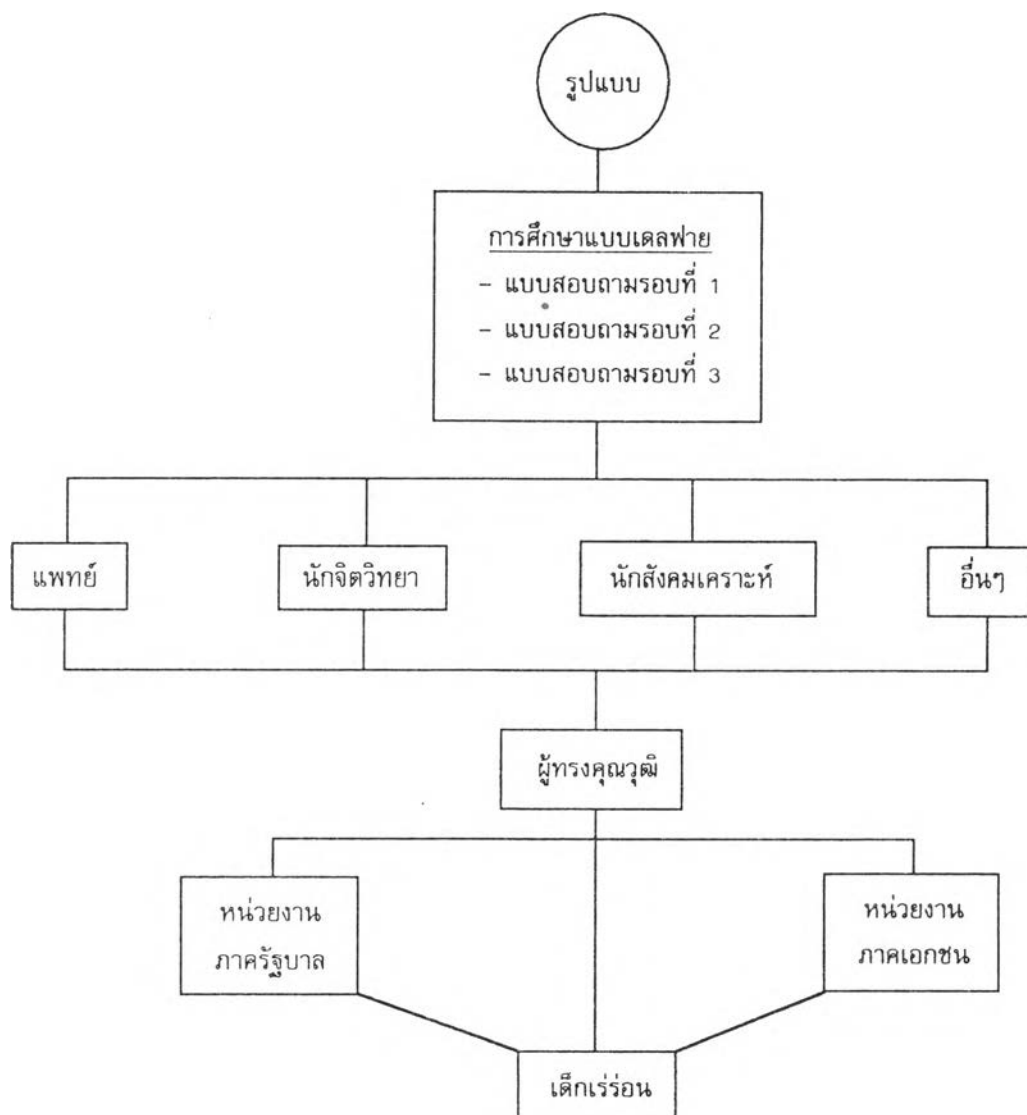 รูปแบบ
การศึกษาแบบเดลฟาย
- แบบสอบถามรอบที่ 1
- แบบสอบถามรอบที่ 2
- แบบสอบถามรอบที่ 3
แพทย์
นักจิตวิทยา
นักสังคมเคราะห์
อื่นๆ
ผู้ทรงคุณวุฒิ
หน่วยงาน
ภาครัฐบาล
หน่วยงาน
ภาคเอกชน
เด็กเร่ร่อน